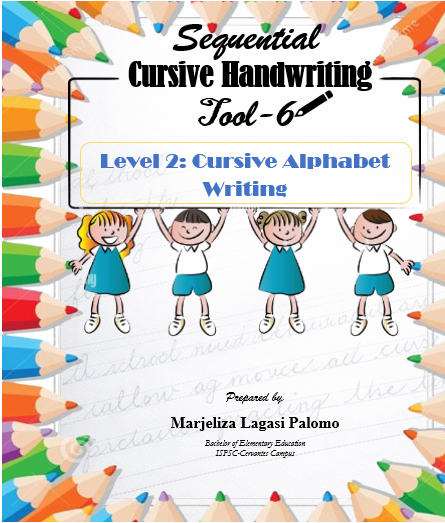 Sequential
Cursive Handwriting
Tool-6
Level 2: Cursive Alphabet
Writing
Prepared by
Marjeliza Lagasi Palomo
Bachelor of Elementary Education
ISPSC-Cervantes Campus